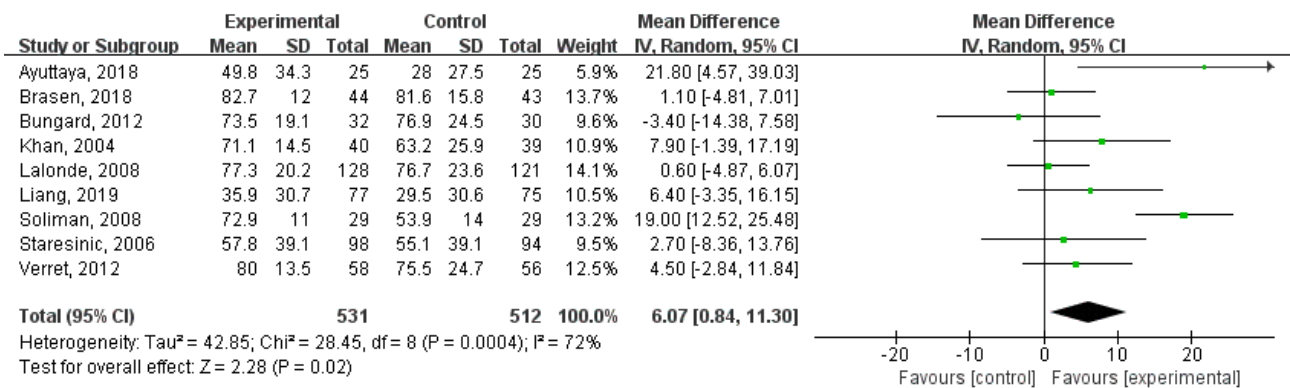 Experimental Control Mean Difference Mean Difference
Study or Subgroup Mean SD Total Mean SD Total Weight IV, Random, 95% CI IV, Random, 95% CI
Ayuttaya, 2018 49.8 34.3 25 28 27.5 25 5.9% 21.80 [4.57, 39.03]
Brasen, 2018 82.7 12 44 81.6 15.8 43 13.7% 1.10 [-4.81, 7.01]
Bungard, 2012 73.5 19.1 32 76.9 24.5 30 9.6% -3.40 [-14.38, 7.58]
Khan, 2004 71.1 14.5 40 63.2 25.9 39 10.9% 7.90 [-1.39, 17.19]
Lalonde, 2008 77.3 20.2 128 76.7 23.6 121 14.1% 0.60 [-4.87, 6.07]
Liang, 2019 35.9 30.7 77 29.5 30.6 75 10.5% 6.40 [-3.35, 16.15]
Soliman, 2008 72.9 11 29 53.9 14 29 13.2% 19.00 [12.52, 25.48]
Staresinic, 2006 57.8 39.1 98 55.1 39.1 94 9.5% 2.70 [-8.36, 13.76]
Verret, 2012 80 13.5 58 75.5 24.7 56 12.5% 4.50 [-2.84, 11.84]
Total (95% CI) 531 512 100.0% 6.07 [0.84, 11.30]
Heterogeneity: Tau² = 42.85; Chi² = 28.45, df = 8 (P = 0.0004); I² = 72%
Test for overall effect: Z = 2.28 (P = 0.02)
-20 -10 0 10 20
Favours [control] Favours [experimental]